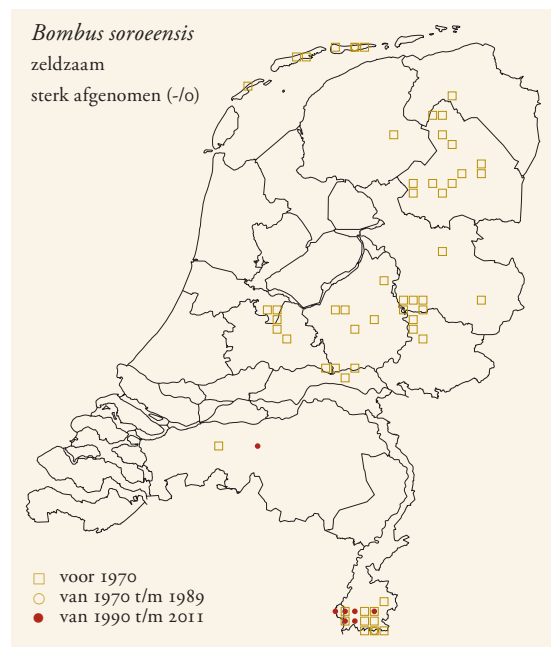 Bombus soroeensis
zeldzaam
sterk afgenomen (-/0)
voor 1970
van 1970 t/m 1989
van 1990 t/m 2011